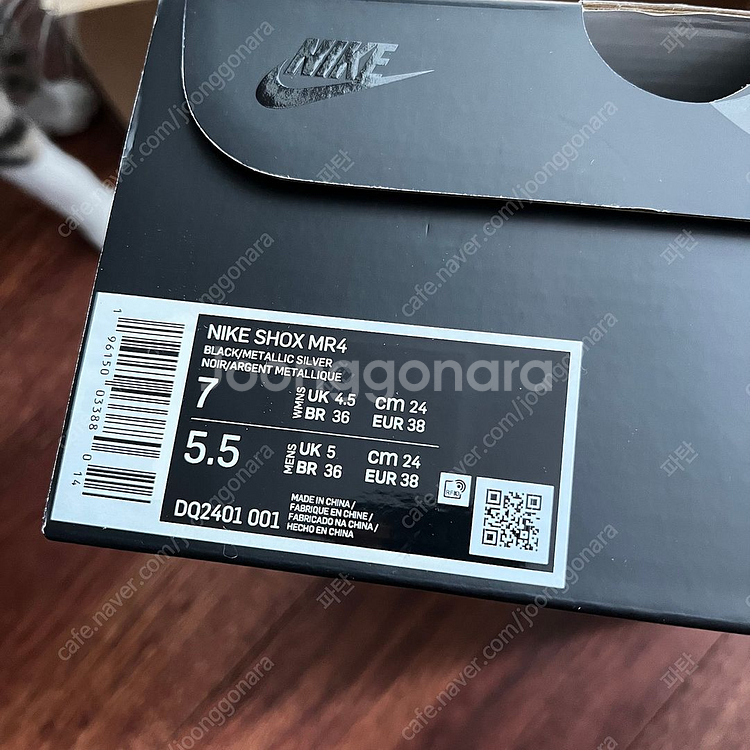 NIKE
NIKE SHOX MR4
BLACK/METALLIC SILVER
NOIR/ARGENT METALLIQUE
7
WMNS
UK 4.5 cm 24
BR 36 EUR 38
5.5
MENS
UK 5 cm 24
BR 36 EUR 38
DQ2401 001
MADE IN CHINA/
FABRIQUE EN CHINE/
FABRICADO NA CHINA/
HECHO EN CHINA
1 96150 03388 0 14
joonggonara
cafe.naver.com/joonggonara
파탄